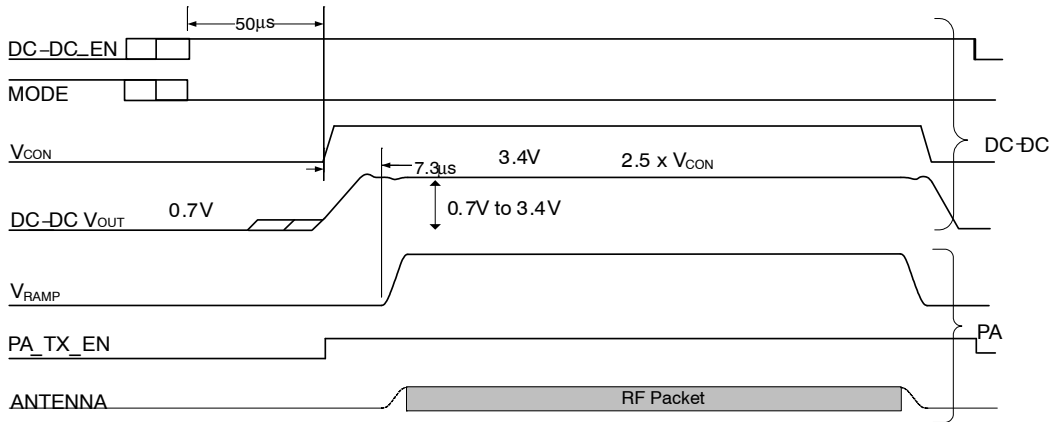 50μs
DC-DC_EN
MODE
VCON
DC-DC
7.3μs
3.4V
2.5 x VCON
0.7V
0.7V to 3.4V
DC-DC VOUT
VRAMP
PA_TX_EN
PA
ANTENNA
RF Packet